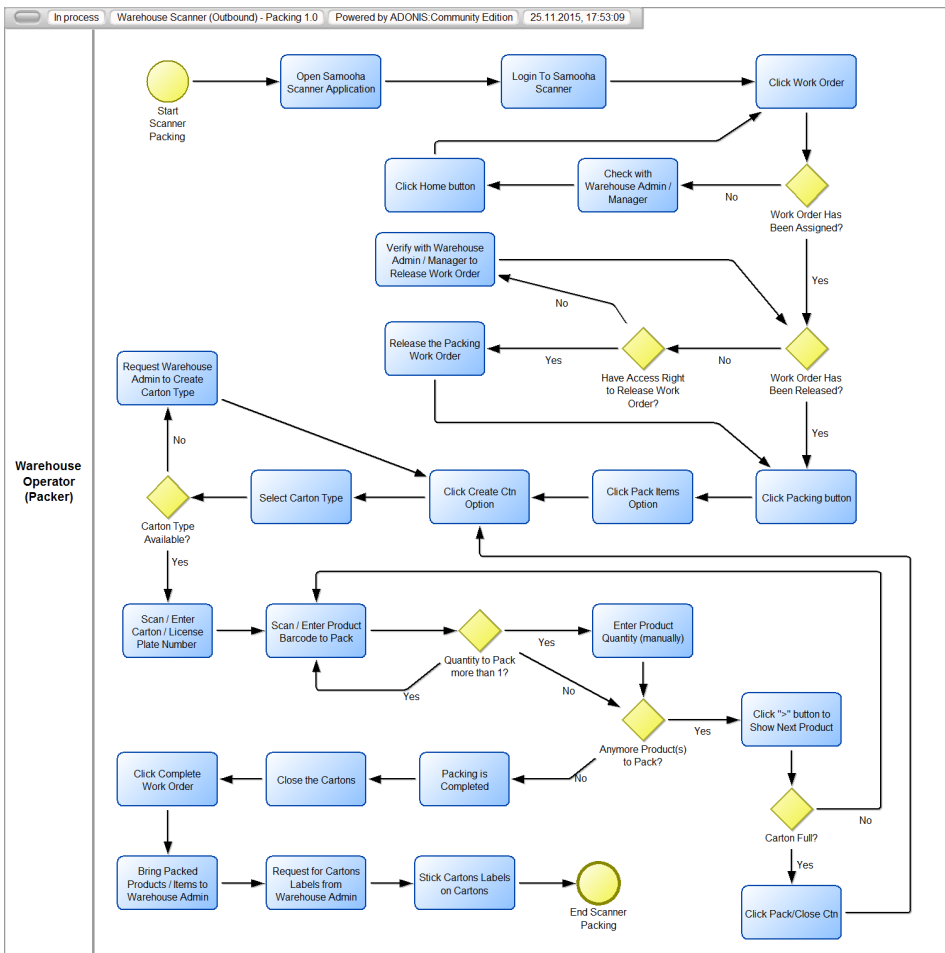 In process
Warehouse Scanner (Outbound) - Packing 1.0
Powered by ADONIS:Community Edition
25.11.2015, 17:53:09
Warehouse
Operator
(Packer)
Start
Scanner
Packing
Open Samooha
Scanner Application
Login To Samooha
Scanner
Click Work Order
Work Order Has
Been Assigned?
No
Check with
Warehouse Admin /
Manager
Click Home button
Yes
Verify with Warehouse
Admin / Manager to
Release Work Order
No
Work Order Has
Been Released?
No
Have Access Right
to Release Work
Order?
Yes
Release the Packing
Work Order
Yes
Request Warehouse
Admin to Create
Carton Type
No
Click Packing button
Click Pack Items
Option
Click Create Ctn
Option
Select Carton Type
Carton Type
Available?
Yes
Scan / Enter
Carton / License
Plate Number
Scan / Enter Product
Barcode to Pack
Quantity to Pack
more than 1?
Yes
Enter Product
Quantity (manually)
Yes
No
Anymore Product(s)
to Pack?
Yes
Click ">" button to
Show Next Product
No
Packing is
Completed
Close the Cartons
Click Complete
Work Order
Carton Full?
No
Yes
Click Pack/Close Ctn
Bring Packed
Products / Items to
Warehouse Admin
Request for Cartons
Labels from
Warehouse Admin
Stick Cartons Labels
on Cartons
End Scanner
Packing